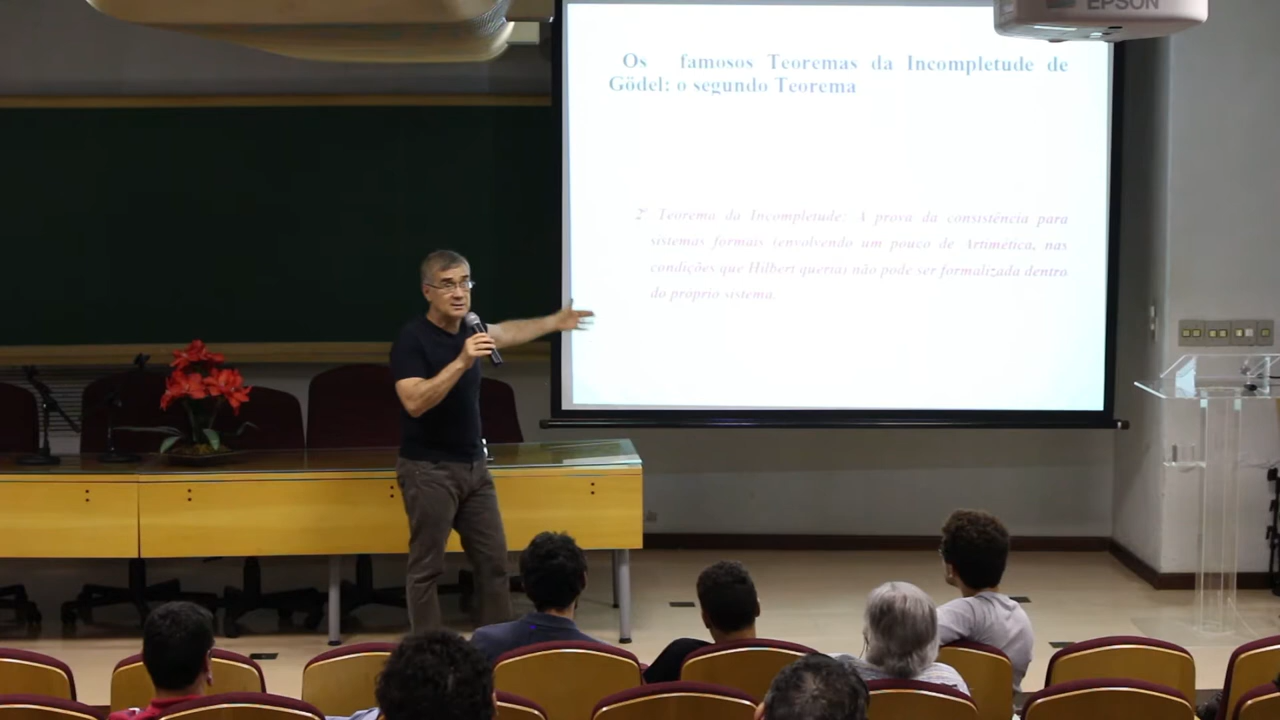 EPSON
Os famosos Teoremas da Incompletude de
Gödel: o segundo Teorema
2º Teorema da Incompletude: A prova da consistência para
sistemas formais (envolvendo um pouco de Aritmética, nas
condições que Hilbert queria) não pode ser formalizada dentro
do próprio sistema.